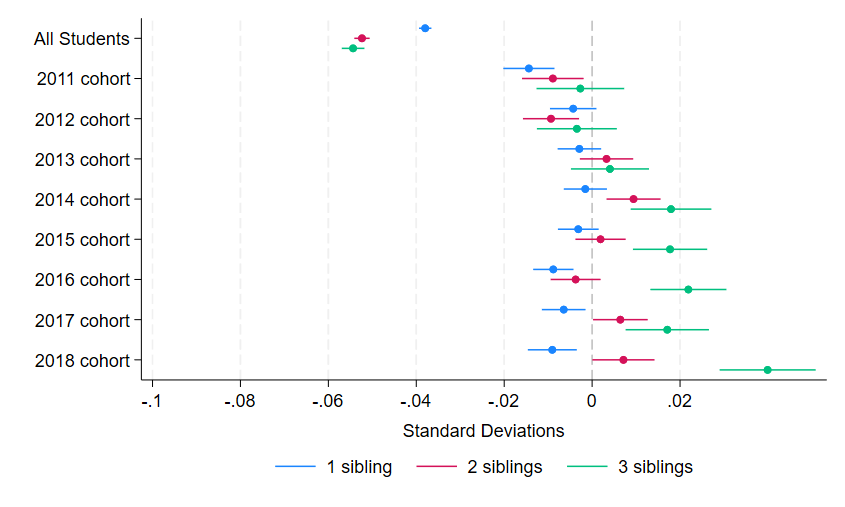 All Students
2011 cohort
2012 cohort
2013 cohort
2014 cohort
2015 cohort
2016 cohort
2017 cohort
2018 cohort
-.1 -.08 -.06 -.04 -.02 0 .02
Standard Deviations
1 sibling 2 siblings 3 siblings